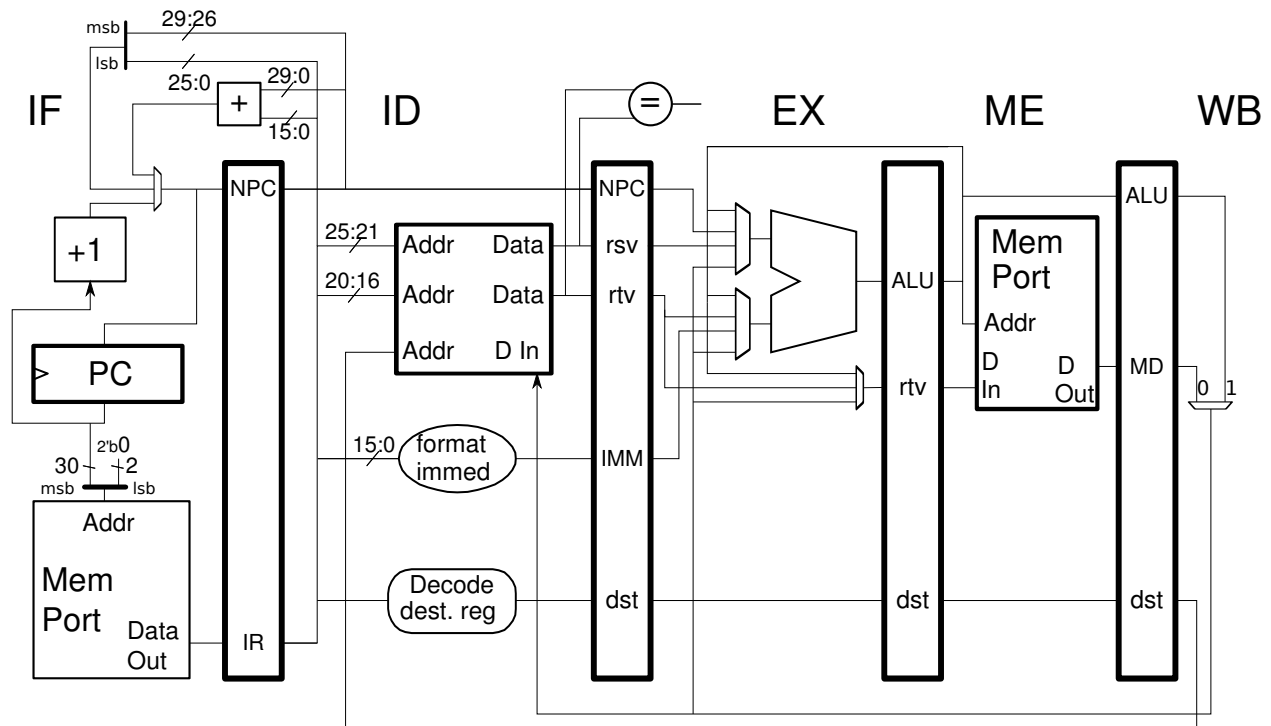 29:26
msb
lsb
25:0
29:0
+
15:0
=
IF
ID
EX
ME
WB
NPC
NPC
ALU
+1
25:21
Addr
Data
rsv
Mem
Port
20:16
Addr
Data
rtv
ALU
Addr
Addr
D In
PC
D
In
D
Out
MD
0
1
rtv
2'b0
30
2
msb
lsb
15:0
format
immed
IMM
Addr
Mem
Port
Data
Out
IR
Decode
dest. reg
dst
dst
dst